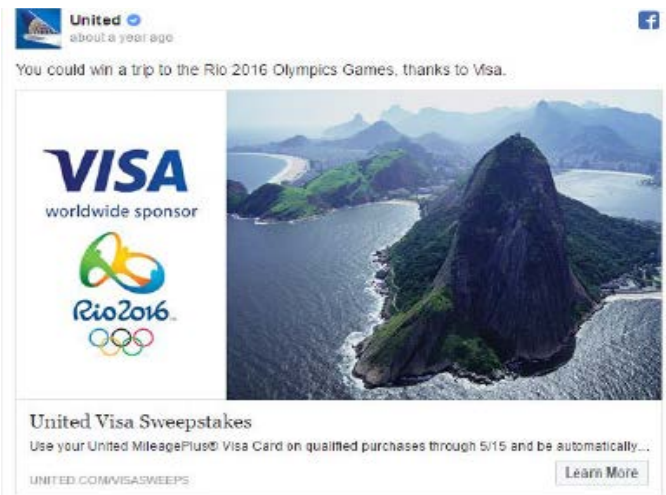 United
about a year ago
You could win a trip to the Rio 2016 Olympics Games, thanks to Visa.
VISA
worldwide sponsor
Rio2016
United Visa Sweepstakes
Use your United MileagePlus® Visa Card on qualified purchases through 5/15 and be automatically...
UNITED.COM/VISASWEEPS
Learn More